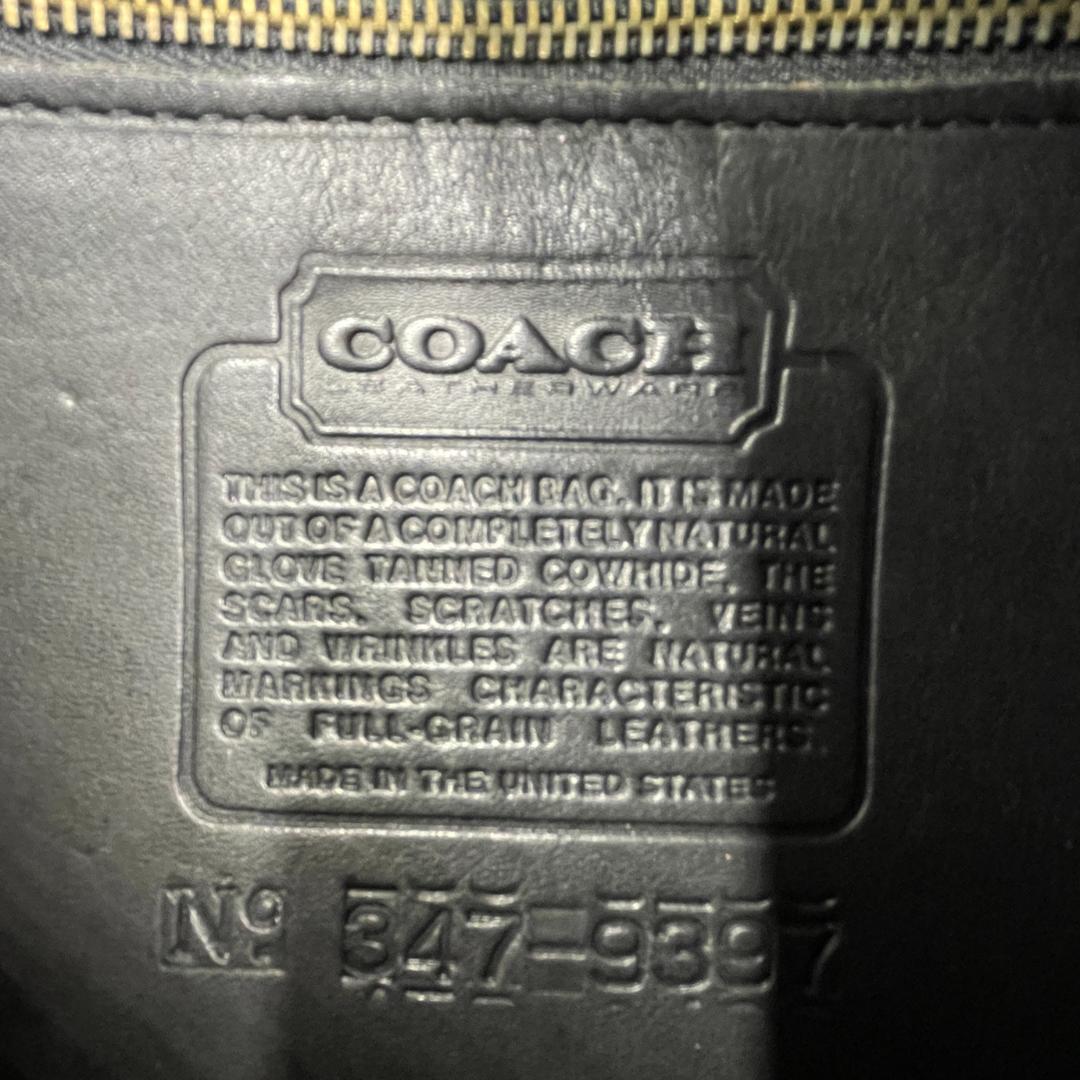 COACH
LEATHERWARE
THIS IS A COACH BAG. IT IS MADE
OUT OF A COMPLETELY NATURAL
GLOVE TANNED COWHIDE. THE
SCARS, SCRATCHES, VEINS
AND WRINKLES ARE NATURAL
MARKINGS CHARACTERISTIC
OF FULL-GRAIN LEATHERS.
MADE IN THE UNITED STATES
No 347-9397